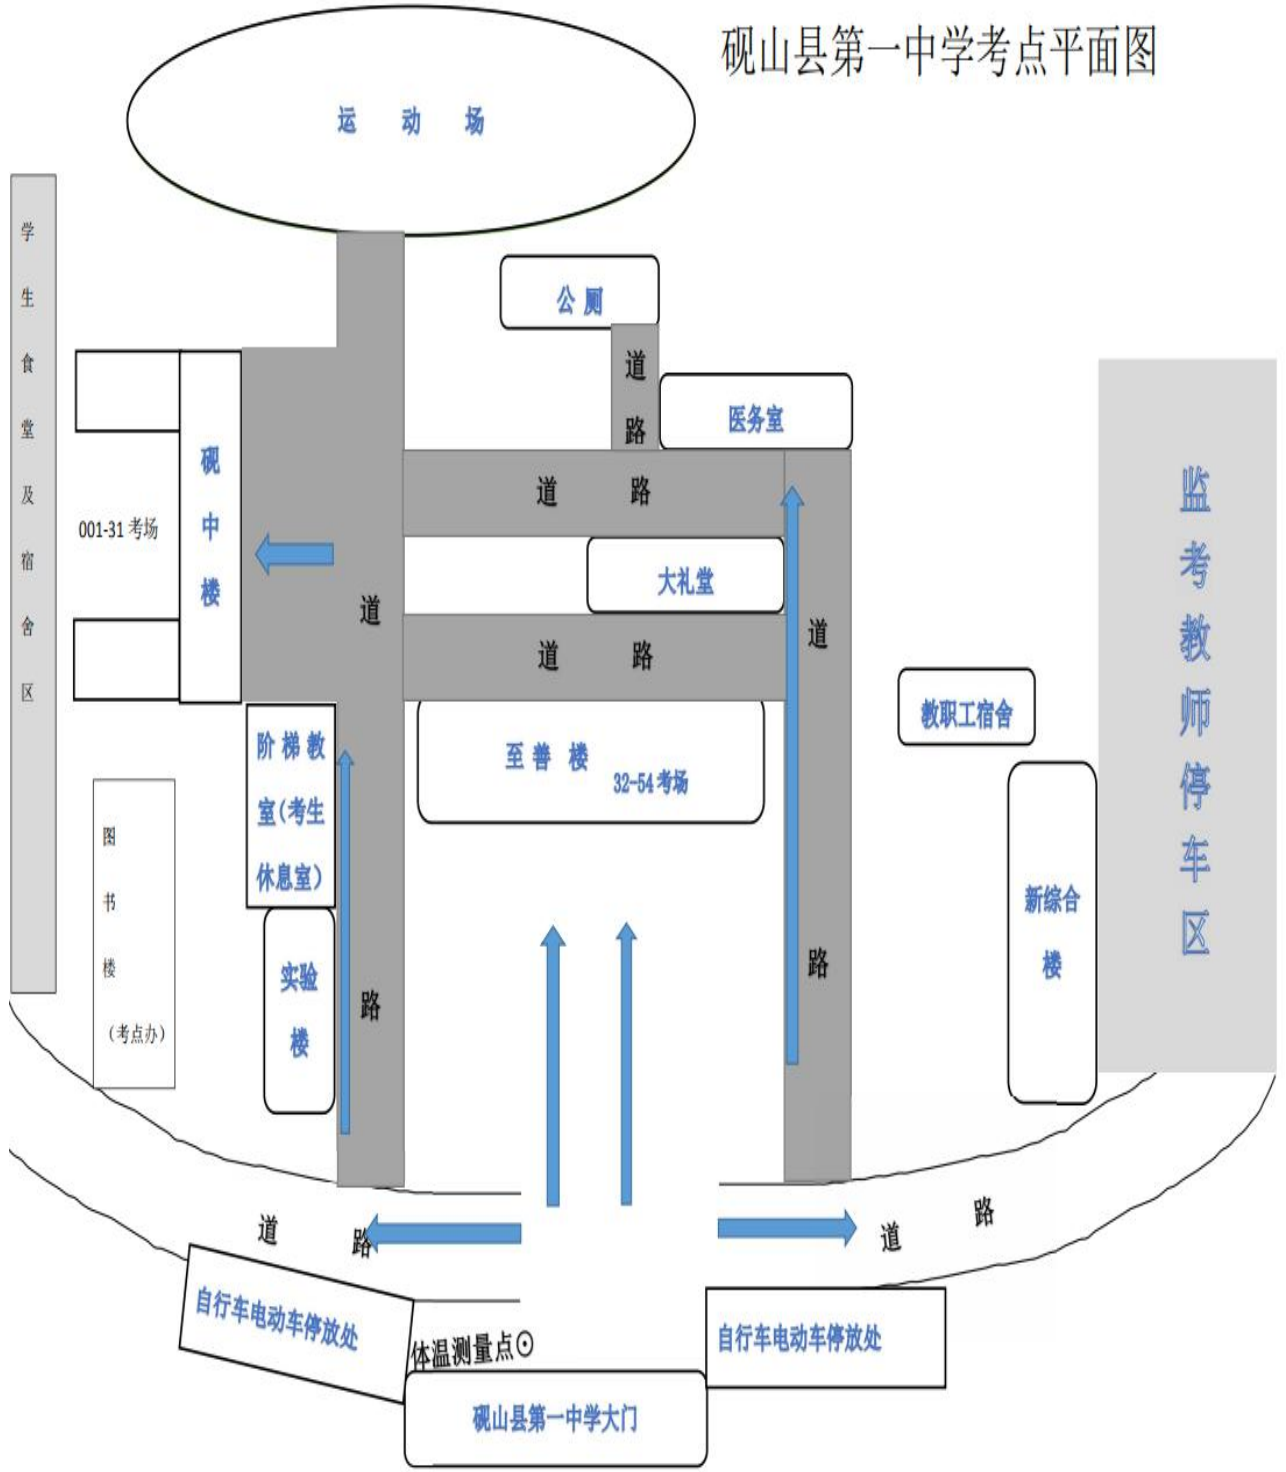 砚山县第一中学考点平面图
运 动 场
学生食堂及宿舍区
公 厕
道路
医务室
砚中楼
001-31 考场
道 路
大礼堂
道 路
道 路
道 路
监考教师停车区
教职工宿舍
至 善 楼
32-54 考场
阶 梯 教
室(考生
休息室)
图书楼
(考点办)
实验
楼
新综合
楼
道 路
道 路
自行车电动车停放处
体温测量点⊙
自行车电动车停放处
砚山县第一中学大门